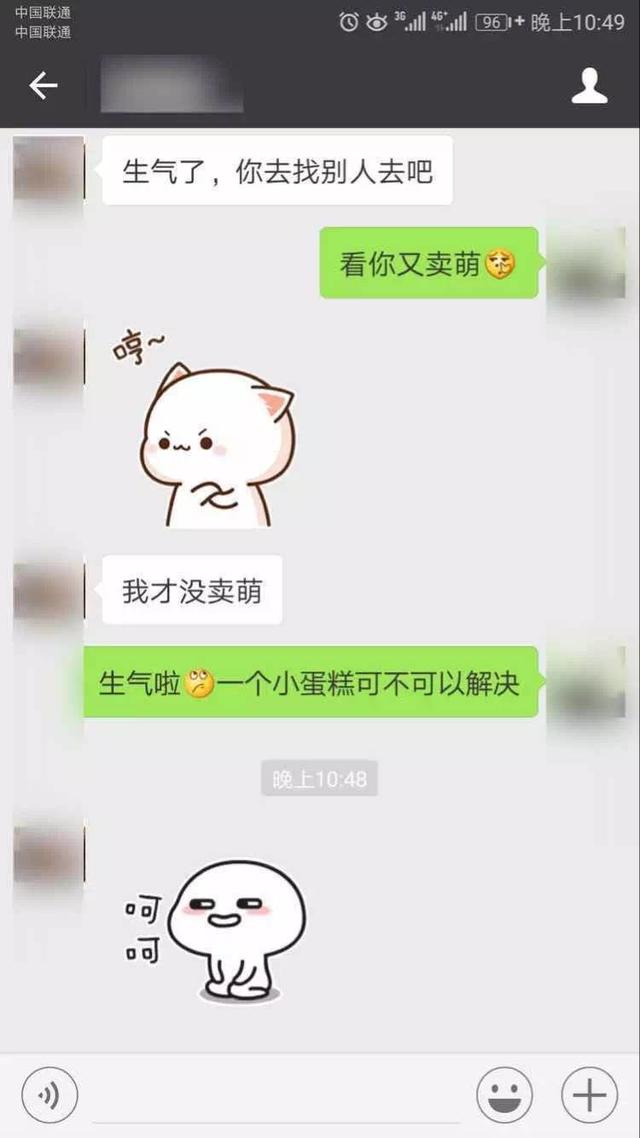 中国联通
中国联通
3G 4G+ 96 晚上10:49
生气了，你去找别人去吧
看你又卖萌
哼~
我才没卖萌
生气啦一个小蛋糕可不可以解决
晚上10:48
呵
呵